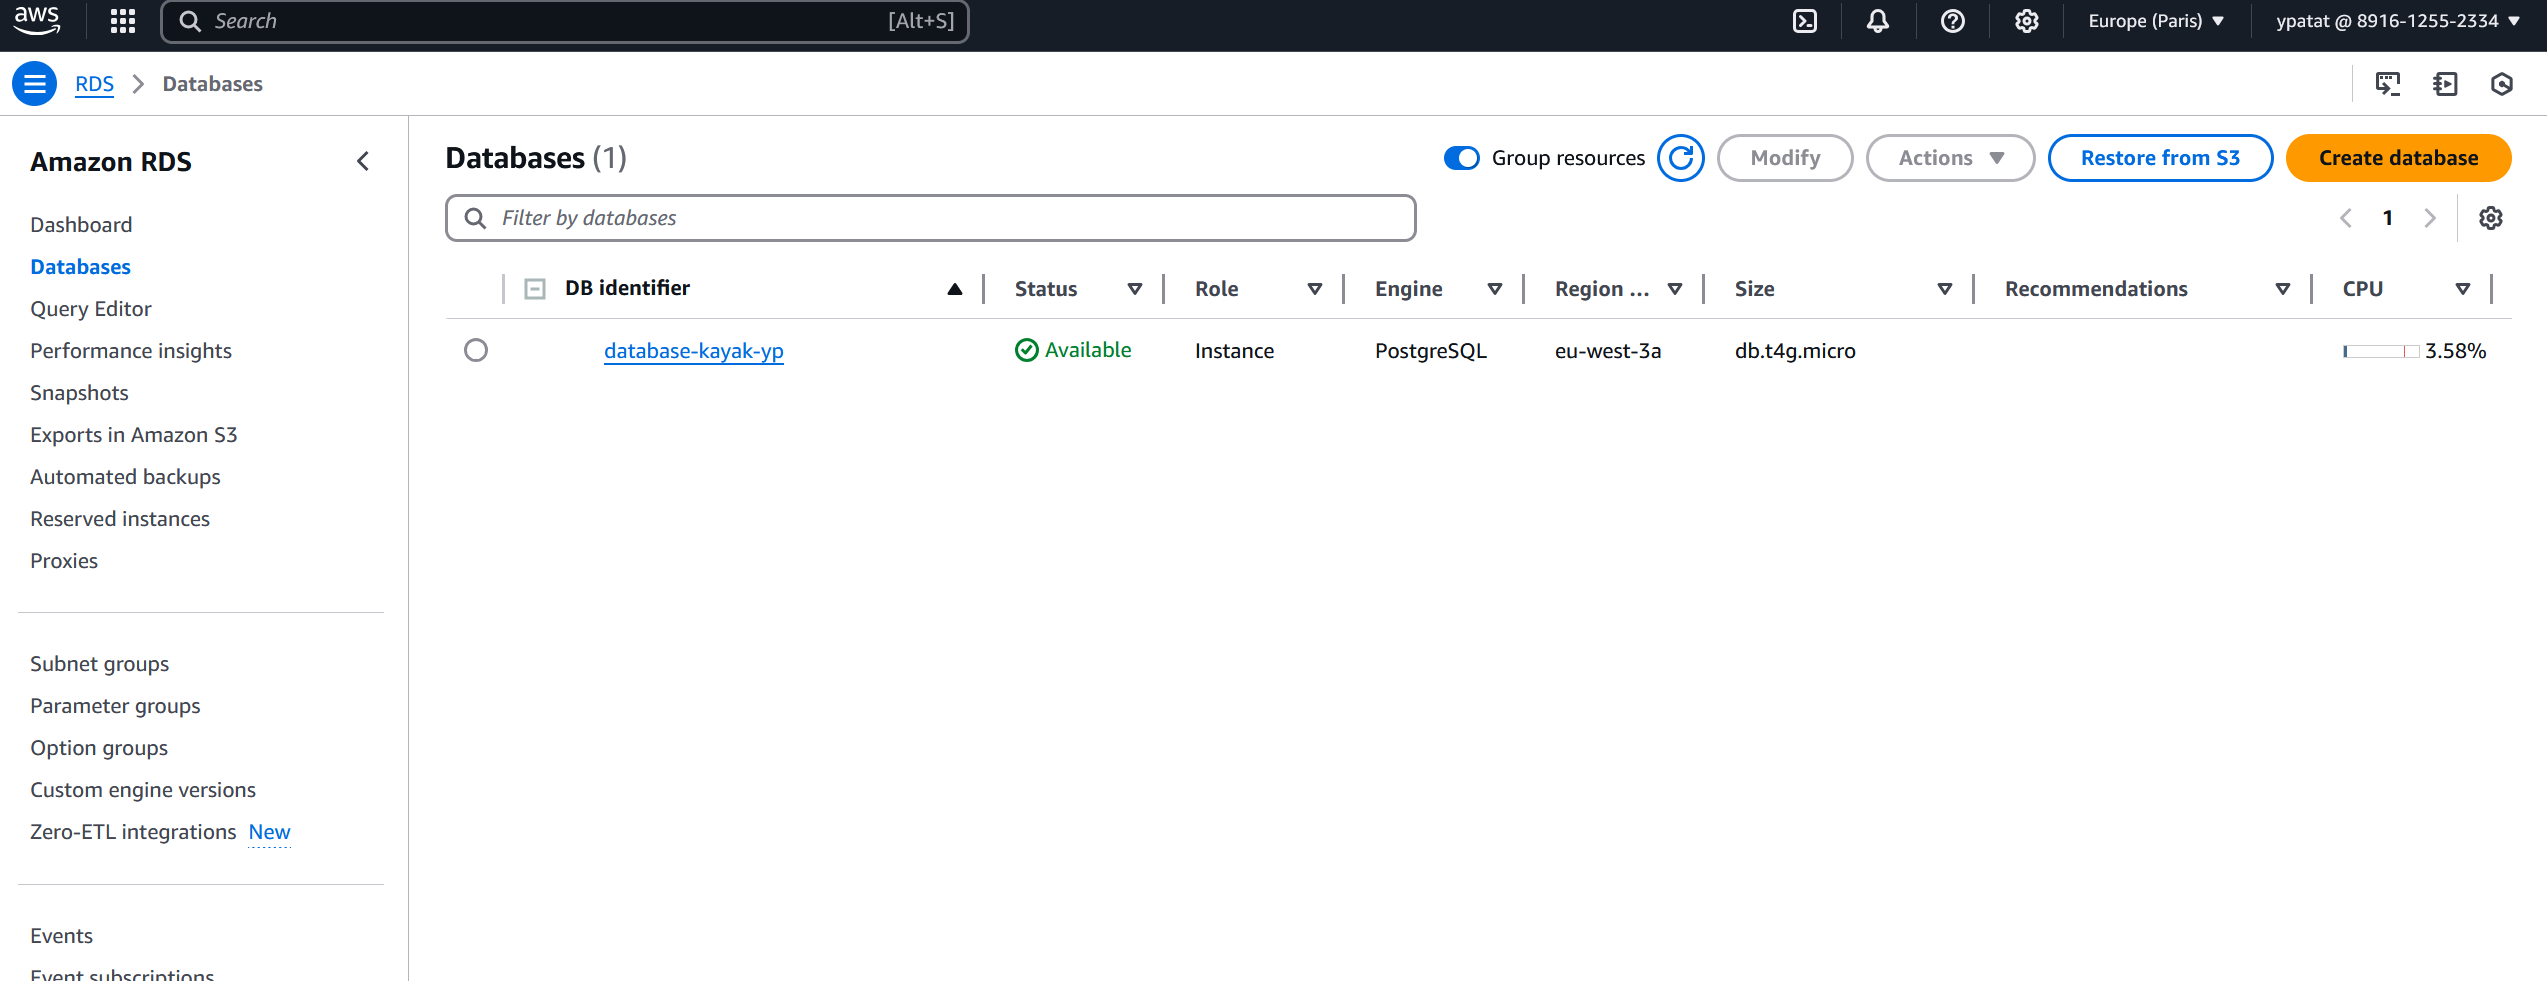 aws
Search [Alt+S]
Europe (Paris)
ypatat @ 8916-1255-2334
RDS
Databases
Amazon RDS
Dashboard
Databases
Query Editor
Performance insights
Snapshots
Exports in Amazon S3
Automated backups
Reserved instances
Proxies
Subnet groups
Parameter groups
Option groups
Custom engine versions
Zero-ETL integrations New
Events
Event subscriptions
Databases (1)
Group resources
Modify
Actions
Restore from S3
Create database
Filter by databases
1
DB identifier Status Role Engine Region ... Size Recommendations CPU
database-kayak-yp Available Instance PostgreSQL eu-west-3a db.t4g.micro 3.58%